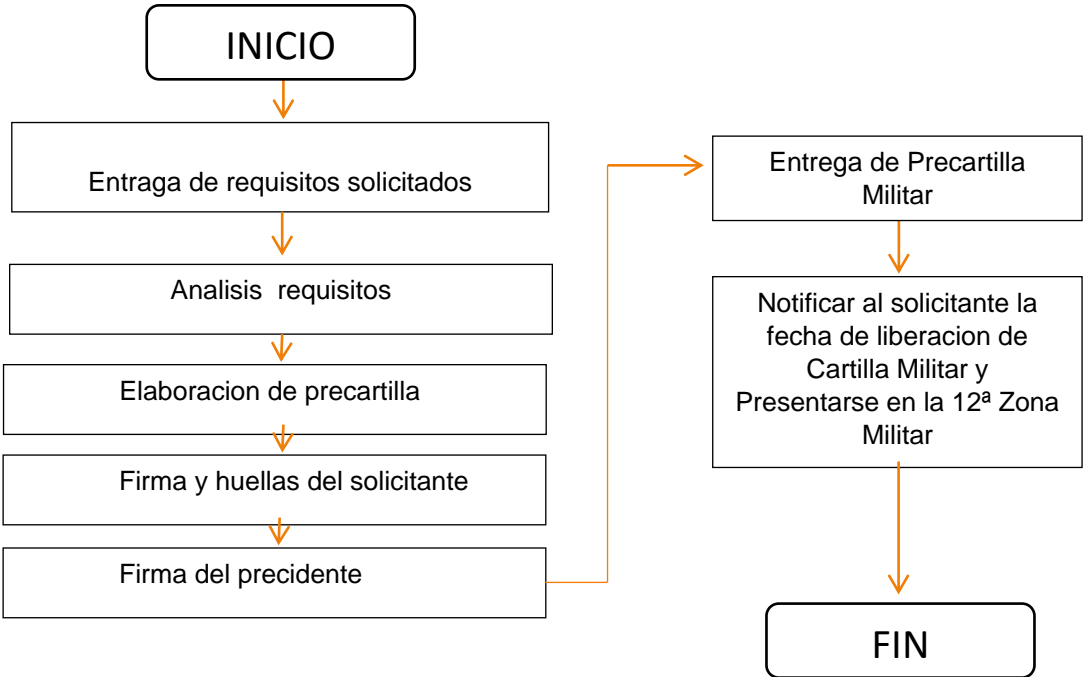 INICIO
Entraga de requisitos solicitados
Analisis requisitos
Elaboracion de precartilla
Firma y huellas del solicitante
Firma del precidente
Entrega de Precartilla
Militar
Notificar al solicitante la
fecha de liberacion de
Cartilla Militar y
Presentarse en la 12ª Zona
Militar
FIN